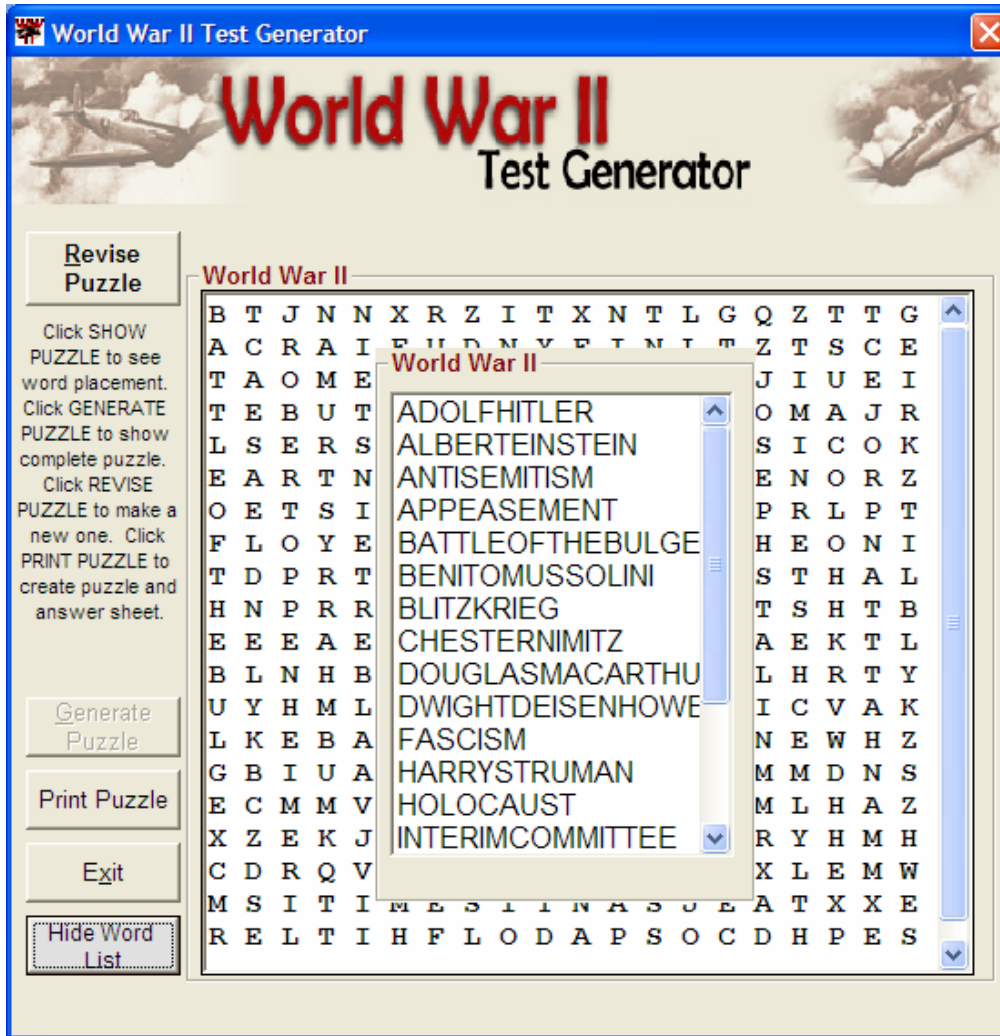 World War II Test Generator
World War II
Test Generator
Revise
Puzzle
Click SHOW
PUZZLE to see
word placement.
Click GENERATE
PUZZLE to show
complete puzzle.
Click REVISE
PUZZLE to make a
new one. Click
PRINT PUZZLE to
create puzzle and
answer sheet.
Generate
Puzzle
Print Puzzle
Exit
Hide Word
List
World War II
B T J N N X R Z I T X N T L G Q Z T T G
A C R A I Z T S C E
T A O M E J I U E I
T E B U T O M A J R
L S E R S S I C O K
E A R T N E N O R Z
O E T S I P R L P T
F L O Y E H E O N I
T D P R T S T H A L
H N P R R T S H T B
E E E A E A E K T L
B L N H B L H R T Y
U Y H M L I C V A K
L K E B A N E W H Z
G B I U A M M D N S
E C M M V M L H A Z
X Z E K J R Y H M H
C D R Q V X L E M W
M S I T I M E S I T N A S J E A T X X E
R E L T I H F L O D A P S O C D H P E S
World War II
ADOLFHITLER
ALBERTEINSTEIN
ANTISEMITISM
APPEASEMENT
BATTLEOFTHEBULGE
BENITOMUSSOLINI
BLITZKRIEG
CHESTERNIMITZ
DOUGLASMACARTHU
DWIGHTDEISENHOWE
FASCISM
HARRYSTRUMAN
HOLOCAUST
INTERIMCOMMITTEE